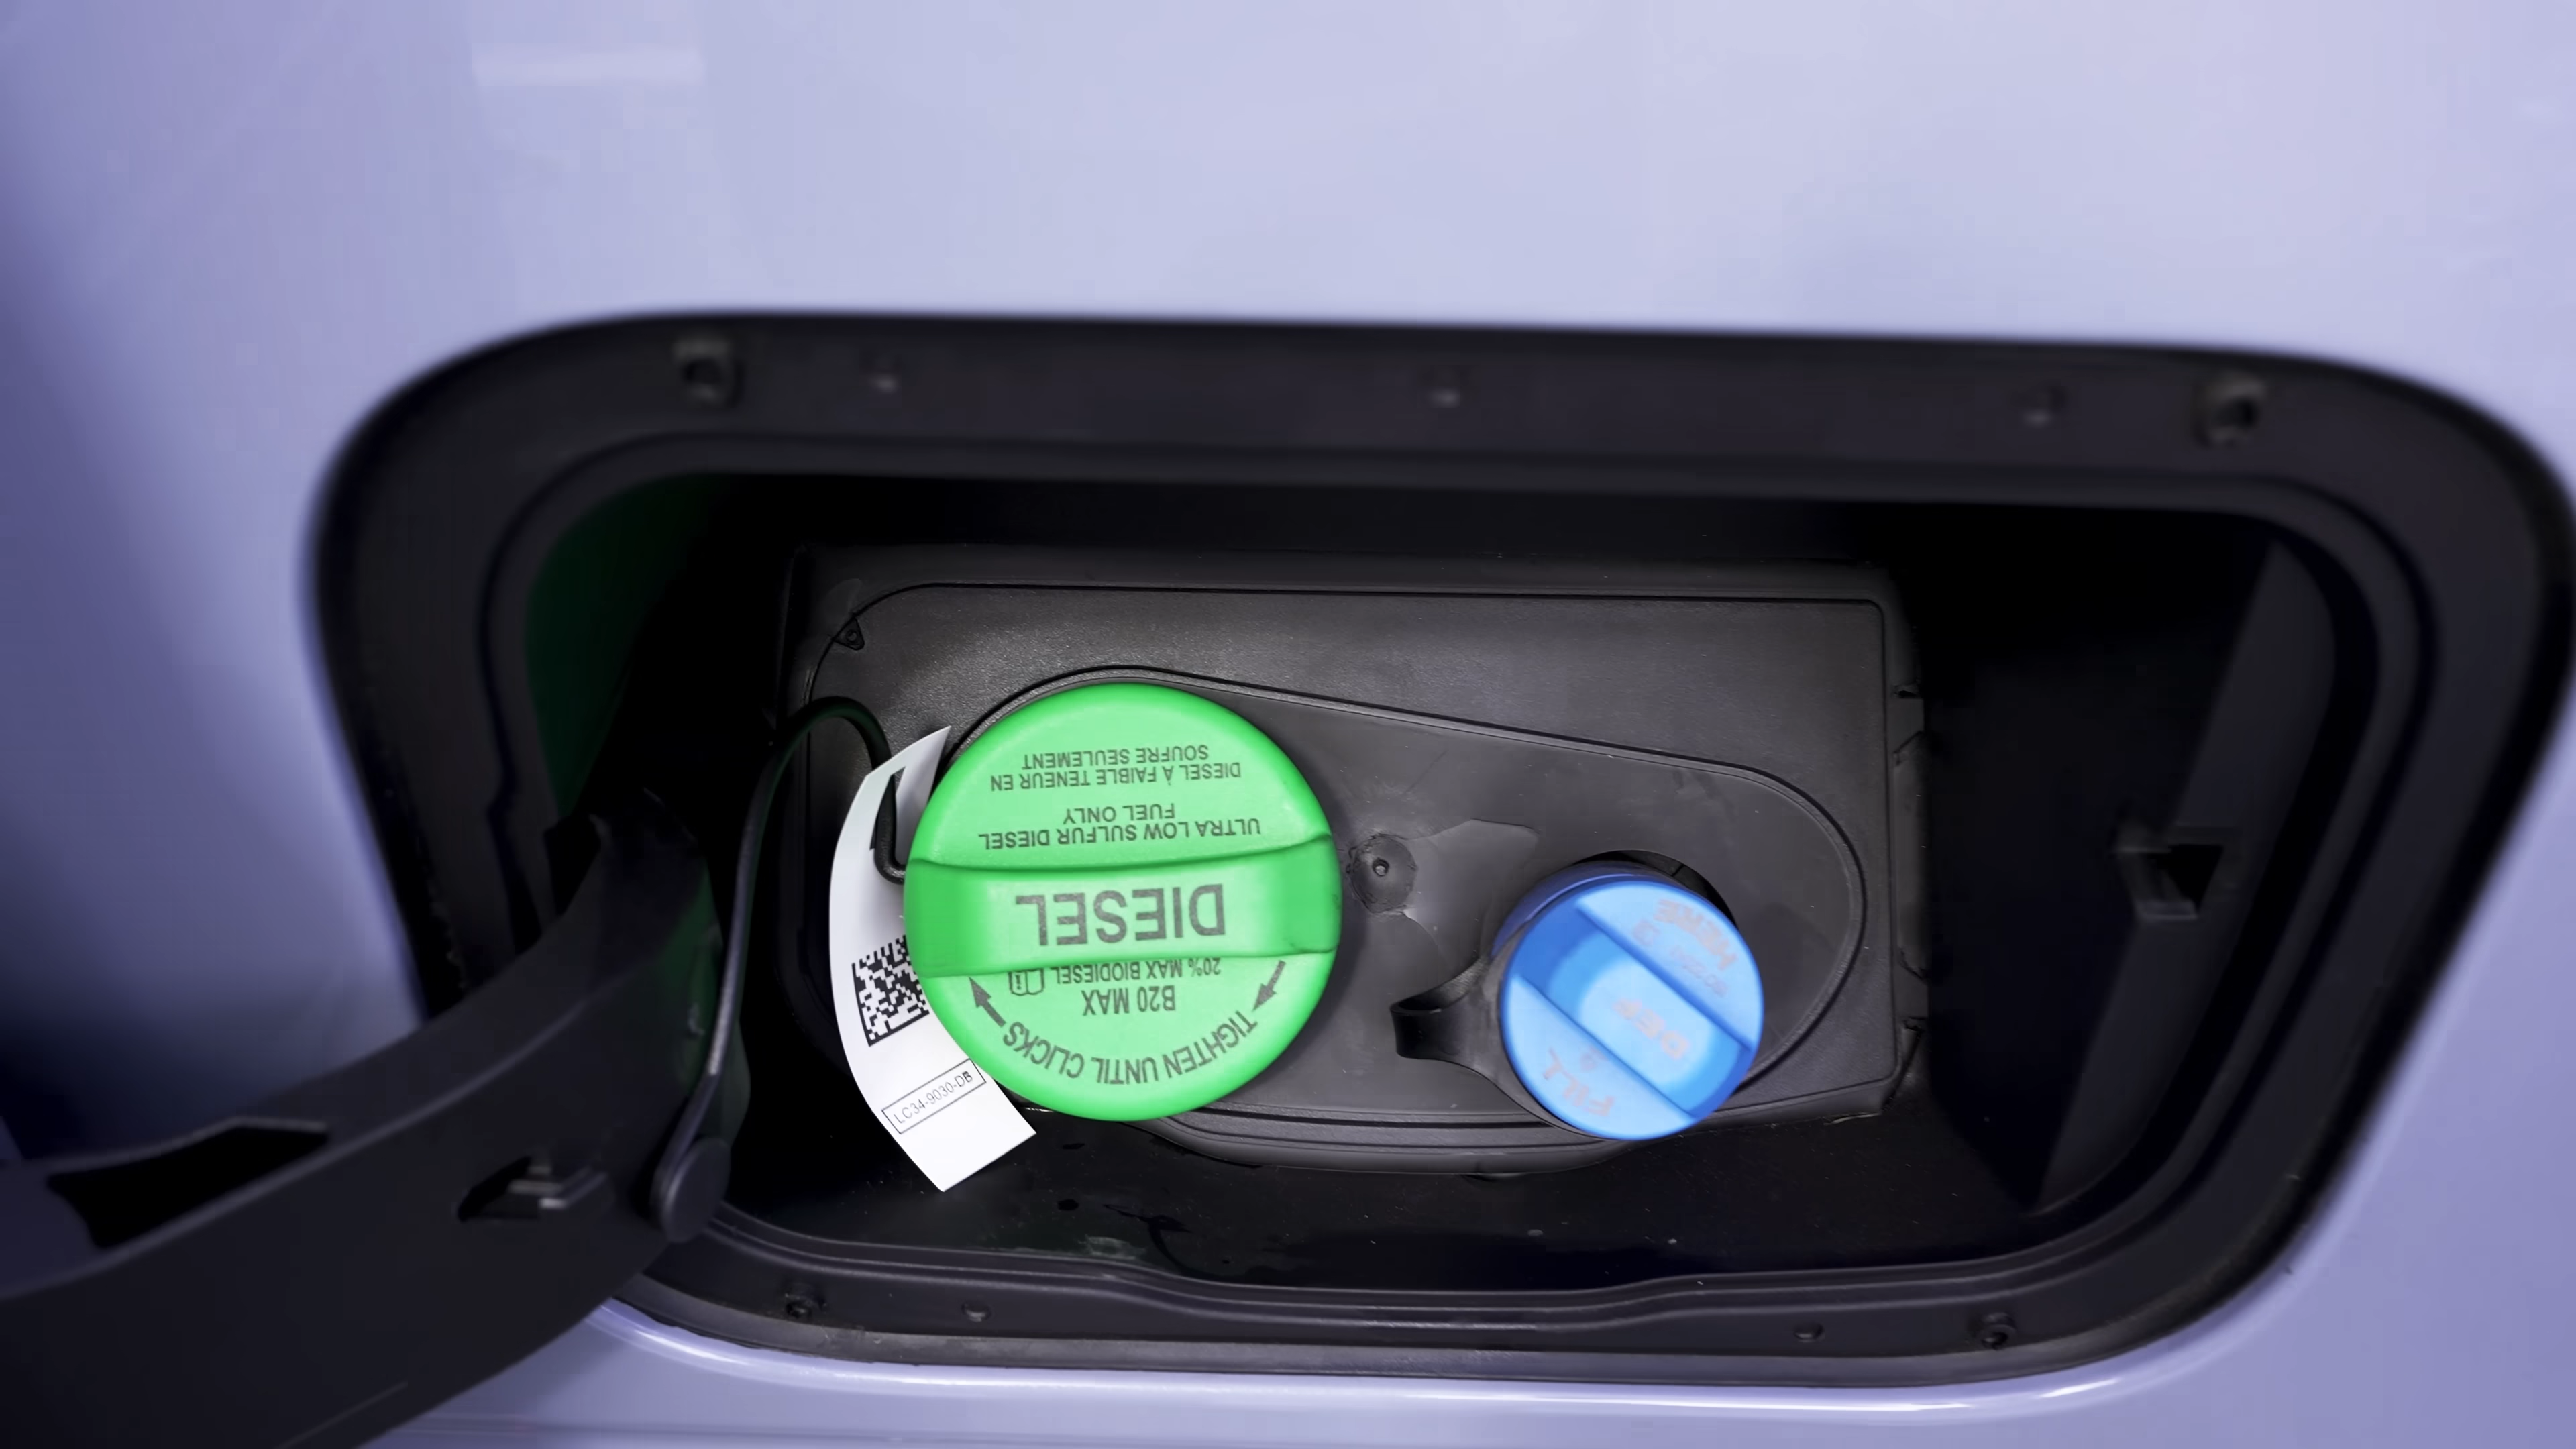 TIGHTEN UNTIL CLICKS
B20 MAX
20% MAX BIODIESEL
DIESEL
ULTRA LOW SULFUR DIESEL
FUEL ONLY
DIESEL À FAIBLE TENEUR EN
SOUFRE SEULEMENT
LC34-9030-DB
FILL
DEF
HERE